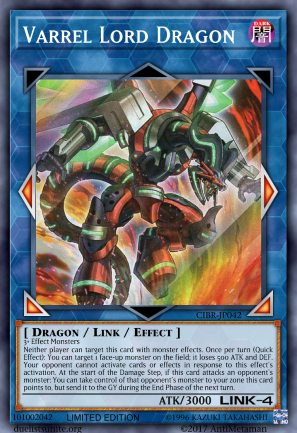 Varrel Lord Dragon
DARK
闇
CIBR-JP042
[ Dragon / Link / Effect ]
3+ Effect Monsters
Neither player can target this card with monster effects. Once per turn (Quick
Effect): You can target 1 face-up monster on the field; it loses 500 ATK and DEF.
Your opponent cannot activate cards or effects in response to this effect's
activation. At the start of the Damage Step, if this card attacks an opponent's
monster: You can take control of that opponent's monster to your zone this card
points to, but send it to the GY during the End Phase of the next turn.
ATK/3000 LINK-4
LIMITED EDITION
©1996 KAZUKI TAKAHASHI